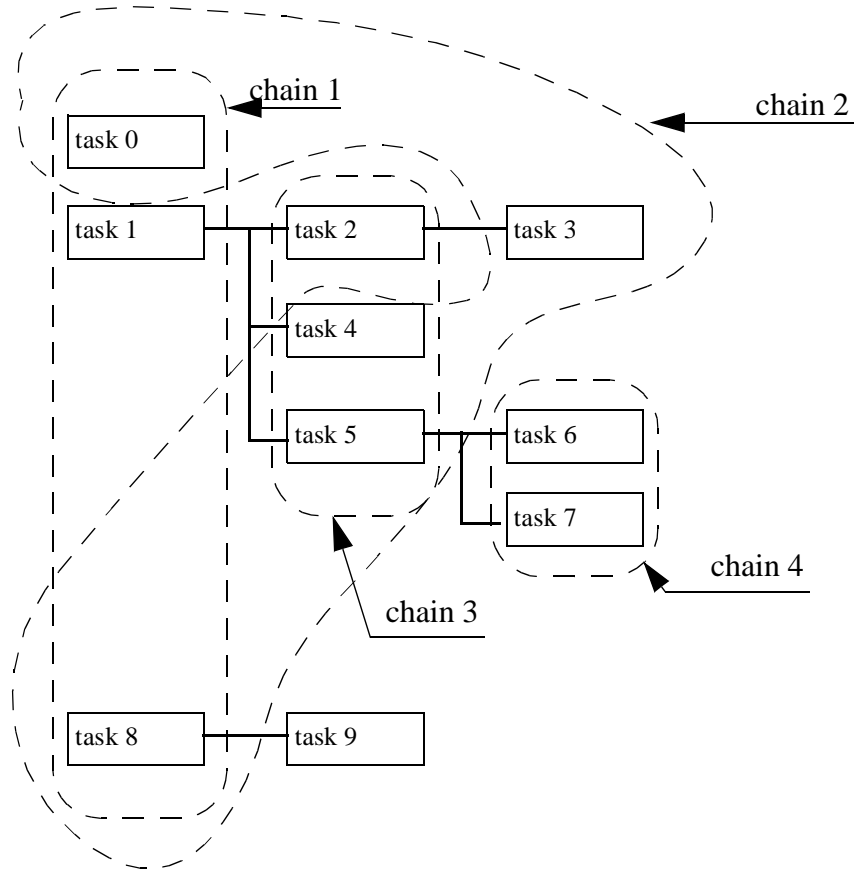 chain 1
chain 2
task 0
task 1
task 2
task 3
task 4
task 5
task 6
task 7
chain 4
chain 3
task 8
task 9